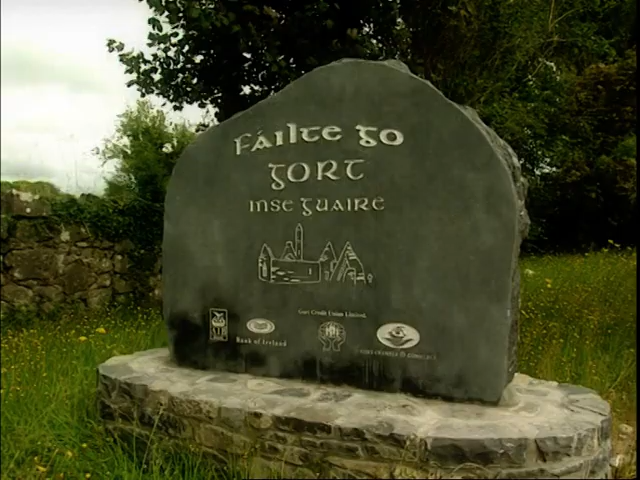 Fáilte go
Gort
Inse Guaire
Gort Credit Union Limited.
Bank of Ireland